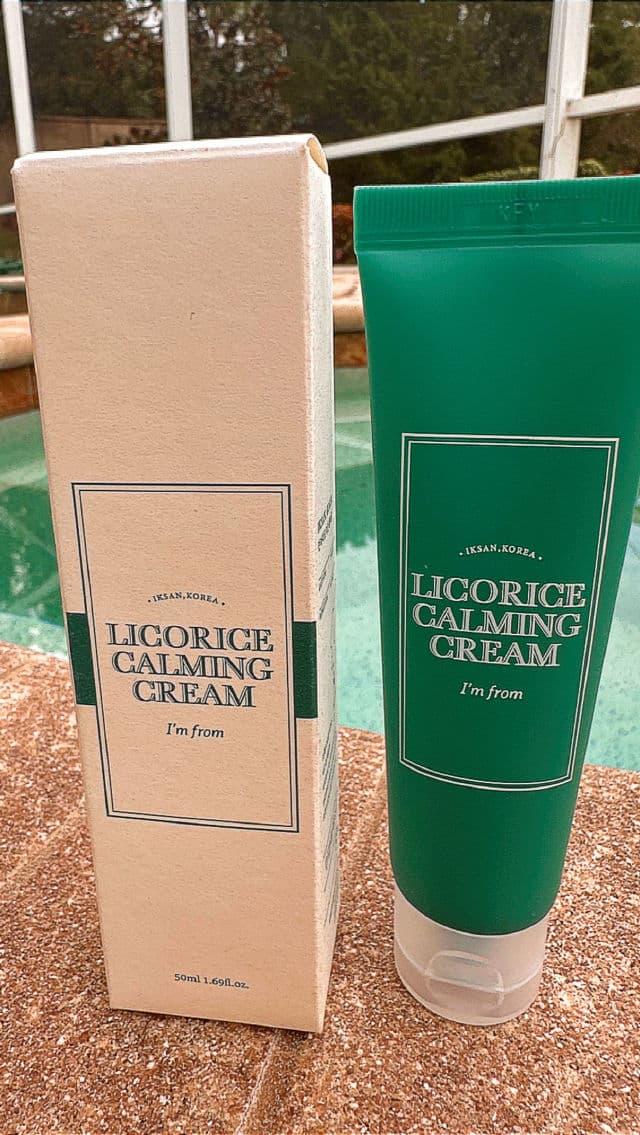 · IKSAN, KOREA ·
LICORICE
CALMING
CREAM
I'm from
50ml 1.69fl.oz.
· IKSAN, KOREA ·
LICORICE
CALMING
CREAM
I'm from